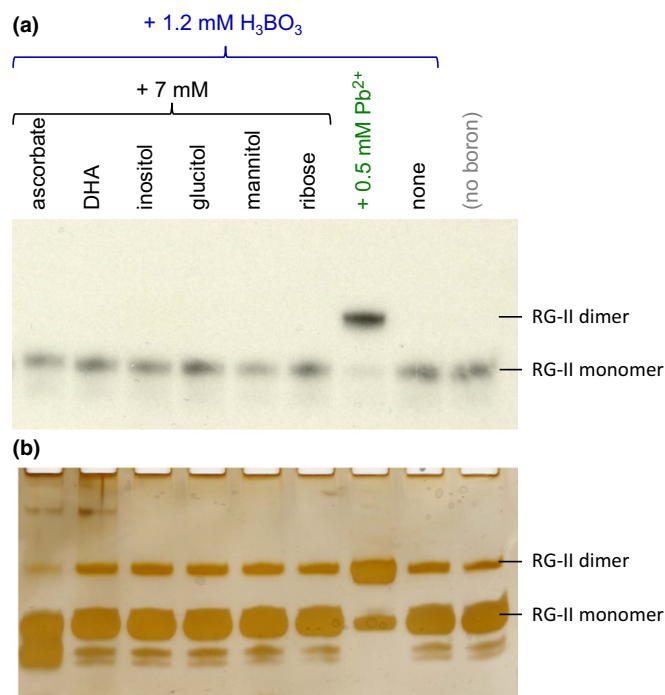 (a)
+ 1.2 mM H₃BO₃
+ 7 mM
ascorbate
DHA
inositol
glucitol
mannitol
ribose
+ 0.5 mM Pb²⁺
none
(no boron)
RG-II dimer
RG-II monomer
(b)
RG-II dimer
RG-II monomer